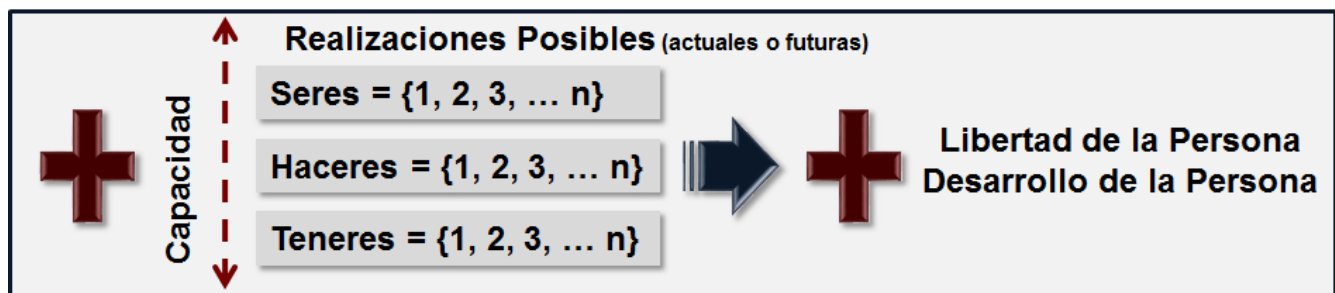 Capacidad
Realizaciones Posibles (actuales o futuras)
Seres = {1, 2, 3, … n}
Haceres = {1, 2, 3, … n}
Teneres = {1, 2, 3, … n}
Libertad de la Persona
Desarrollo de la Persona